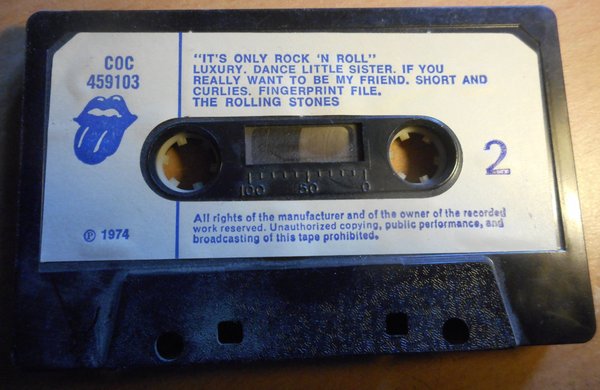 COC
459103
"IT'S ONLY ROCK 'N ROLL"
LUXURY. DANCE LITTLE SISTER. IF YOU
REALLY WANT TO BE MY FRIEND. SHORT AND
CURLIES. FINGERPRINT FILE.
THE ROLLING STONES
2
100 50 0
All rights of the manufacturer and of the owner of the recorded
work reserved. Unauthorized copying, public performance, and
broadcasting of this tape prohibited.
℗ 1974